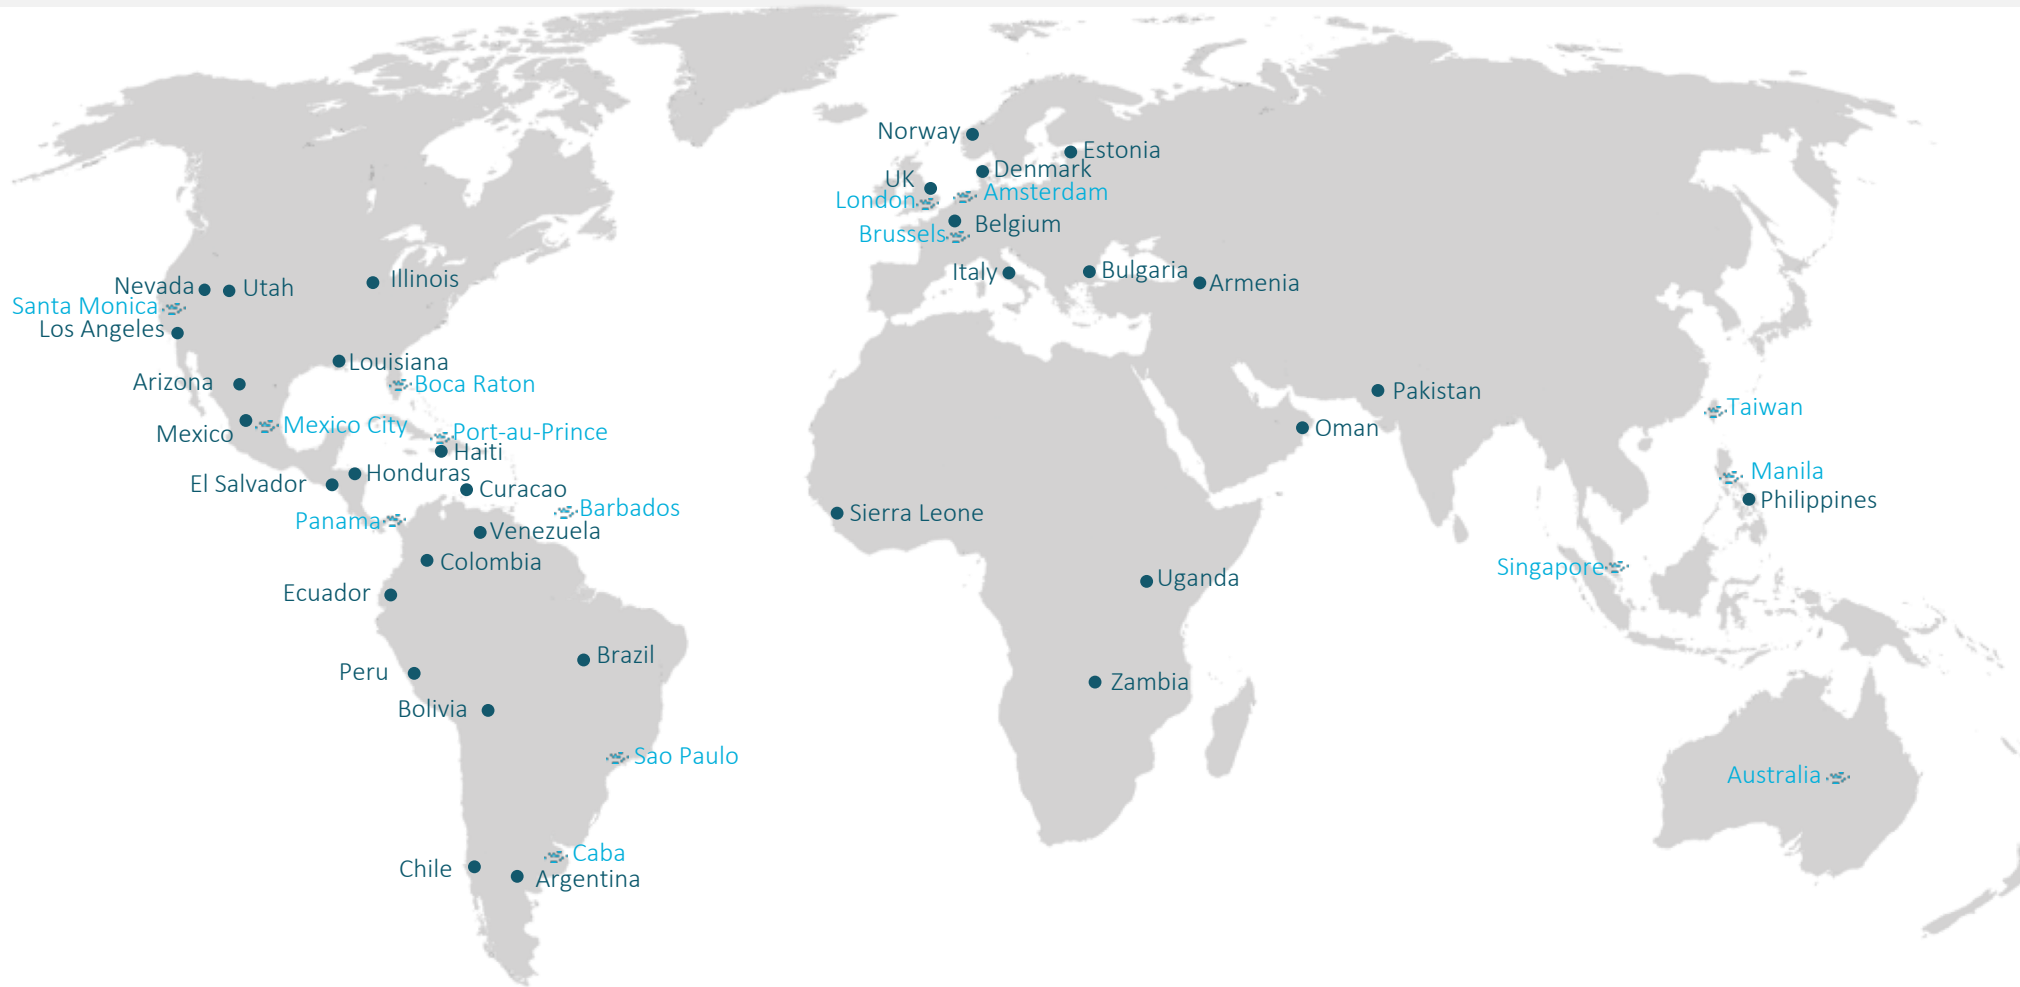 Norway
Estonia
Denmark
UK
Amsterdam
London
Belgium
Brussels
Italy
Bulgaria
Armenia
Nevada
Utah
Illinois
Santa Monica
Los Angeles
Louisiana
Arizona
Boca Raton
Mexico
Mexico City
Port-au-Prince
Haiti
Honduras
El Salvador
Curacao
Barbados
Panama
Venezuela
Colombia
Ecuador
Peru
Brazil
Bolivia
Sao Paulo
Caba
Chile
Argentina
Sierra Leone
Uganda
Zambia
Pakistan
Oman
Taiwan
Manila
Philippines
Singapore
Australia